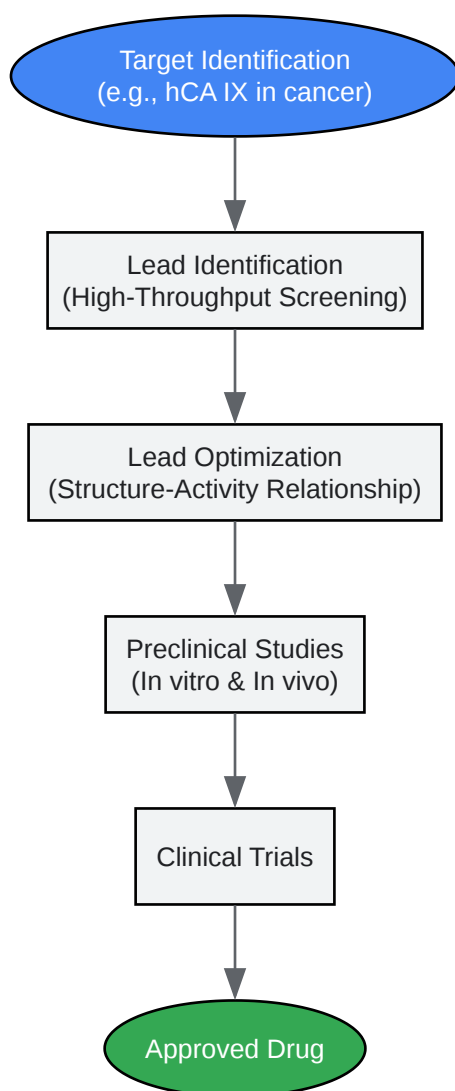 Target Identification
(e.g., hCA IX in cancer)
Lead Identification
(High-Throughput Screening)
Lead Optimization
(Structure-Activity Relationship)
Preclinical Studies
(In vitro & In vivo)
Clinical Trials
Approved Drug